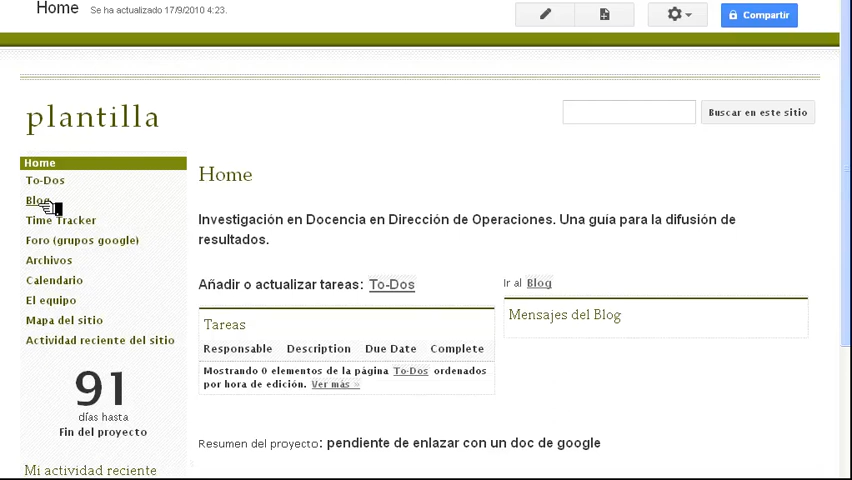 Home Se ha actualizado 17/9/2010 4:23.
Compartir
plantilla
Buscar en este sitio
Home
To-Dos
Blog
Time Tracker
Foro (grupos google)
Archivos
Calendario
El equipo
Mapa del sitio
Actividad reciente del sitio
91
días hasta
Fin del proyecto
Mi actividad reciente
Home
Investigación en Docencia en Dirección de Operaciones. Una guía para la difusión de
resultados.
Añadir o actualizar tareas: To-Dos
Tareas
Responsable Description Due Date Complete
Mostrando 0 elementos de la página To-Dos ordenados
por hora de edición. Ver más »
Ir al Blog
Mensajes del Blog
Resumen del proyecto: pendiente de enlazar con un doc de google